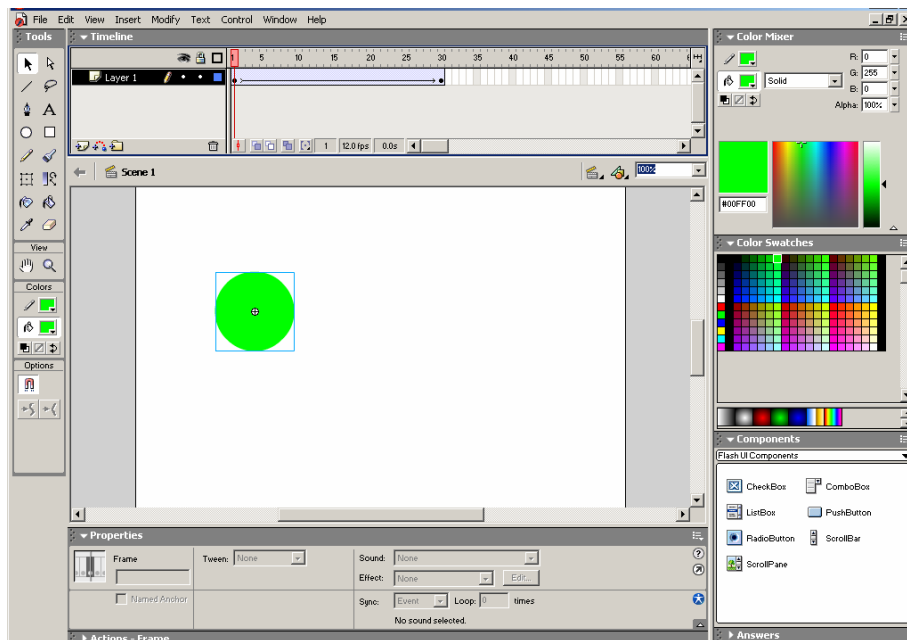 File Edit View Insert Modify Text Control Window Help
Tools
Timeline
Color Mixer
1 5 10 15 20 25 30 35 40 45 50 55 60 65
Layer 1
1 12.0 fps 0.0s
Scene 1
100%
R: 0
G: 255
B: 0
Solid
Alpha: 100%
#00FF00
A
View
Colors
Options
Color Swatches
Components
Flash UI Components
CheckBox ComboBox
ListBox PushButton
RadioButton ScrollBar
ScrollPane
Answers
Properties
Frame
Tween: None
Sound: None
Effect: None Edit...
Named Anchor
Sync: Event Loop: 0 times
No sound selected.
Actions - Frame